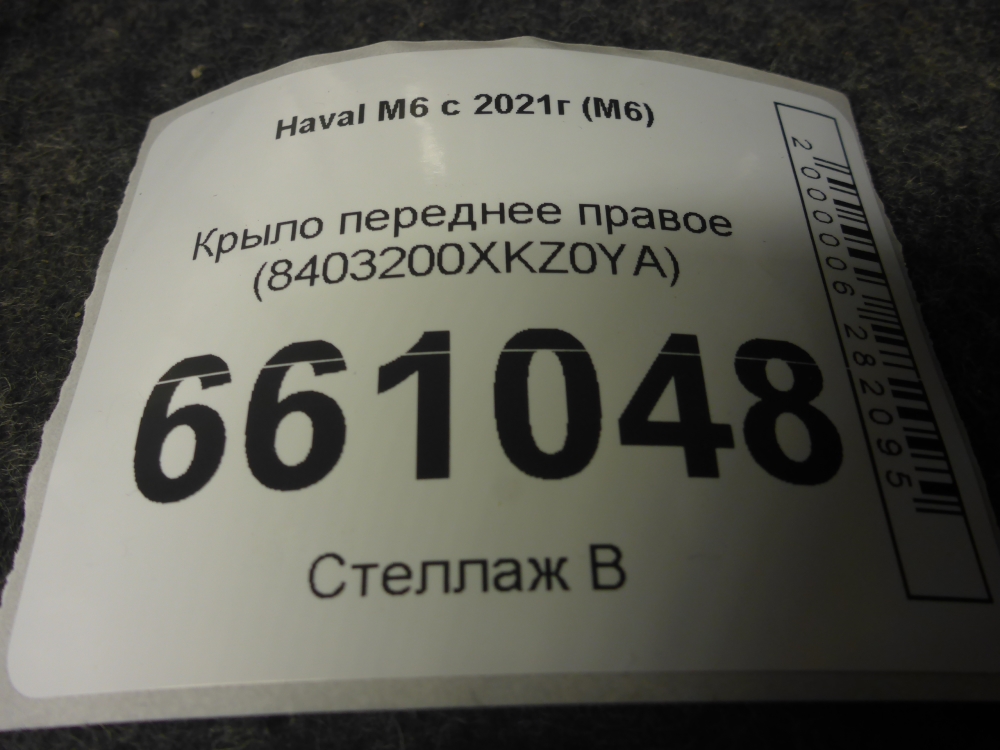 Haval M6 с 2021г (M6)
Крыло переднее правое
(8403200XKZ0YA)
661048
Стеллаж В
2000006282095